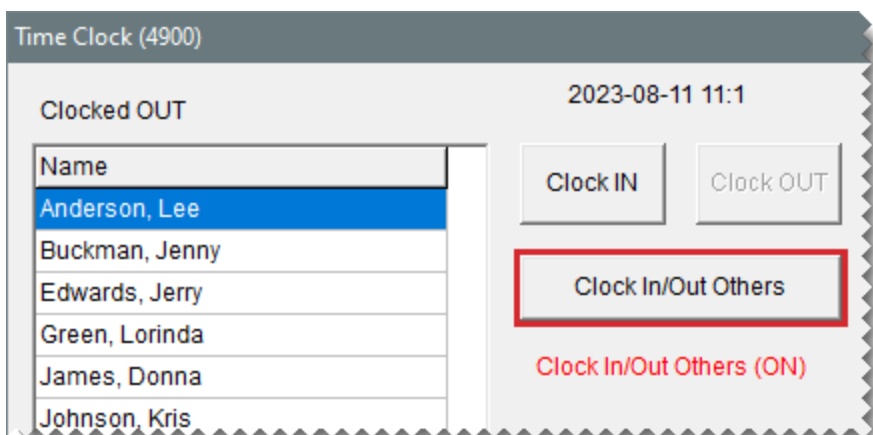 Time Clock (4900)
2023-08-11 11:1
Clocked OUT
Name
Clock IN
Clock OUT
Anderson, Lee
Buckman, Jenny
Edwards, Jerry
Clock In/Out Others
Green, Lorinda
James, Donna
Clock In/Out Others (ON)
Johnson, Kris